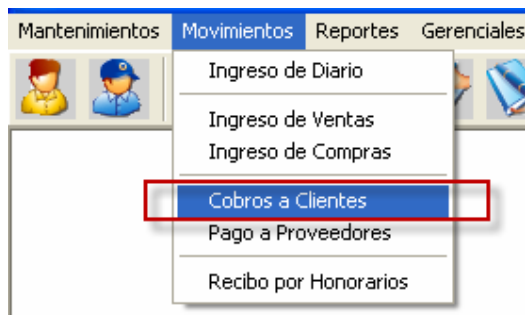 Mantenimientos Movimientos Reportes Gerenciales
Ingreso de Diario
Ingreso de Ventas
Ingreso de Compras
Cobros a Clientes
Pago a Proveedores
Recibo por Honorarios